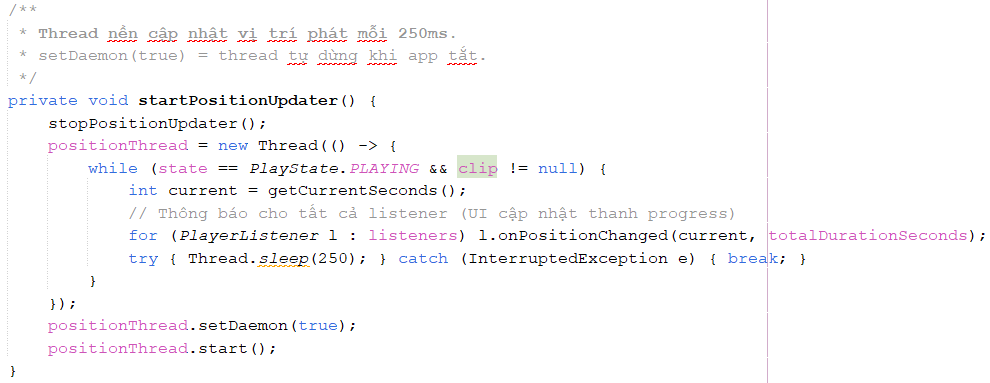 /**
 * Thread nền cập nhật vị trí phát mỗi 250ms.
 * setDaemon(true) = thread tự dừng khi app tắt.
 */
private void startPositionUpdater() {
    stopPositionUpdater();
    positionThread = new Thread(() -> {
        while (state == PlayState.PLAYING && clip != null) {
            int current = getCurrentSeconds();
            // Thông báo cho tất cả listener (UI cập nhật thanh progress)
            for (PlayerListener l : listeners) l.onPositionChanged(current, totalDurationSeconds);
            try { Thread.sleep(250); } catch (InterruptedException e) { break; }
        }
    });
    positionThread.setDaemon(true);
    positionThread.start();
}